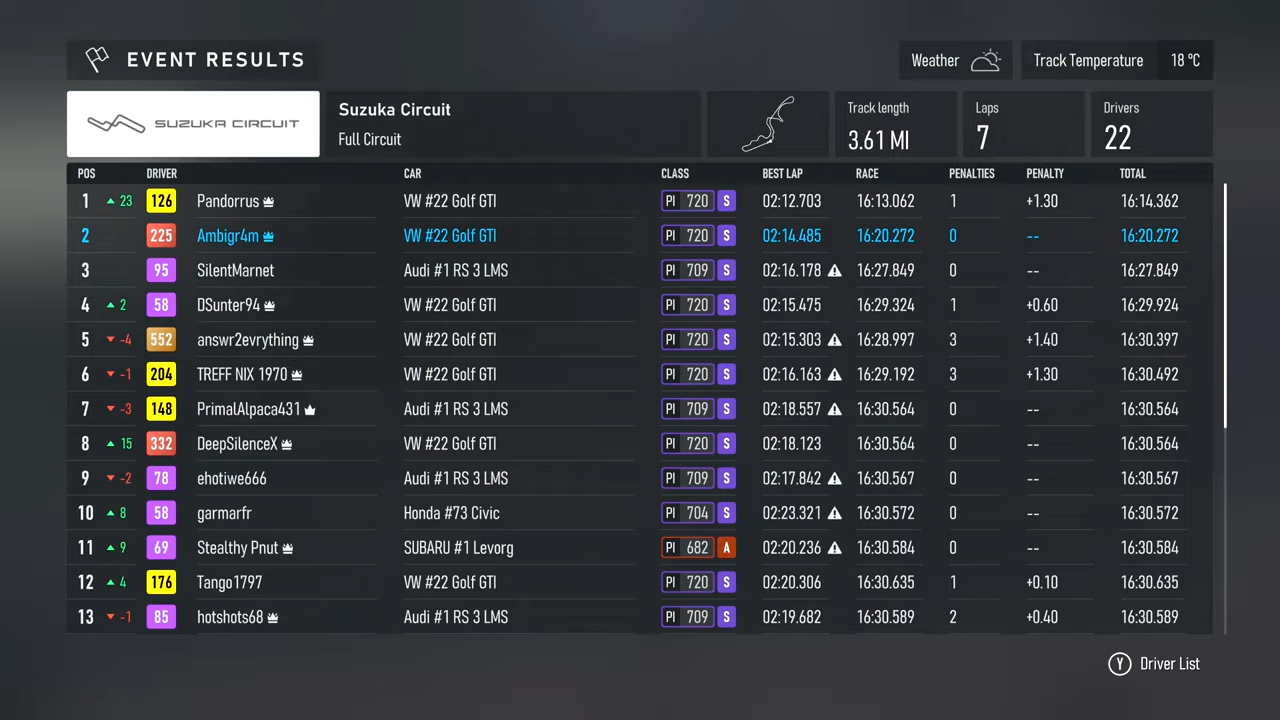 EVENT RESULTS
Weather
Track Temperature 18 ºC
SUZUKA CIRCUIT
Suzuka Circuit
Full Circuit
Track length
3.61 MI
Laps
7
Drivers
22
POS DRIVER CAR CLASS BEST LAP RACE PENALTIES PENALTY TOTAL
1 23 126 Pandorrus VW #22 Golf GTI PI 720 S 02:12.703 16:13.062 1 +1.30 16:14.362
2 225 Ambigr4m VW #22 Golf GTI PI 720 S 02:14.485 16:20.272 0 -- 16:20.272
3 95 SilentMarnet Audi #1 RS 3 LMS PI 709 S 02:16.178 16:27.849 0 -- 16:27.849
4 2 58 DSunter94 VW #22 Golf GTI PI 720 S 02:15.475 16:29.324 1 +0.60 16:29.924
5 -4 552 answr2evrything VW #22 Golf GTI PI 720 S 02:15.303 16:28.997 3 +1.40 16:30.397
6 -1 204 TREFF NIX 1970 VW #22 Golf GTI PI 720 S 02:16.163 16:29.192 3 +1.30 16:30.492
7 -3 148 PrimalAlpaca431 Audi #1 RS 3 LMS PI 709 S 02:18.557 16:30.564 0 -- 16:30.564
8 15 332 DeepSilenceX VW #22 Golf GTI PI 720 S 02:18.123 16:30.564 0 -- 16:30.564
9 -2 78 ehotiwe666 Audi #1 RS 3 LMS PI 709 S 02:17.842 16:30.567 0 -- 16:30.567
10 8 58 garmarfr Honda #73 Civic PI 704 S 02:23.321 16:30.572 0 -- 16:30.572
11 9 69 Stealthy Pnut SUBARU #1 Levorg PI 682 A 02:20.236 16:30.584 0 -- 16:30.584
12 4 176 Tango1797 VW #22 Golf GTI PI 720 S 02:20.306 16:30.635 1 +0.10 16:30.635
13 -1 85 hotshots68 Audi #1 RS 3 LMS PI 709 S 02:19.682 16:30.589 2 +0.40 16:30.589
Y Driver List